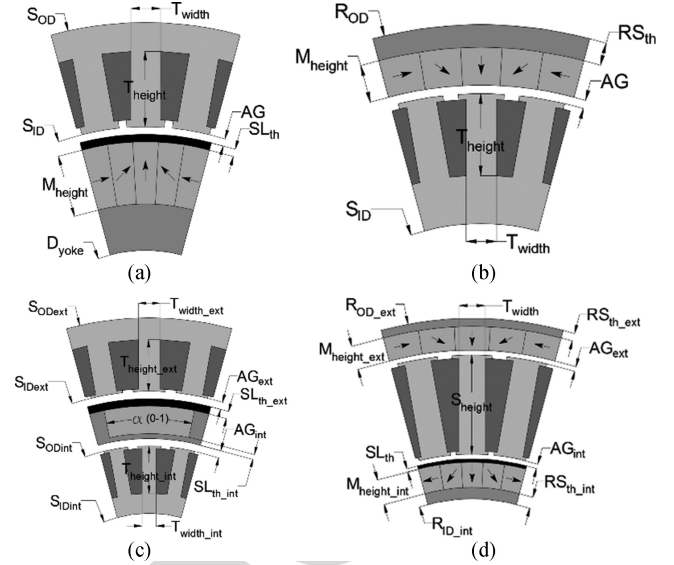 S_OD
T_width
T_height
S_ID
AG
SL_th
M_height
D_yoke
(a)
R_OD
RS_th
M_height
AG
T_height
S_ID
T_width
(b)
S_ODext
T_width_ext
T_height_ext
S_IDext
AG_ext
SL_th_ext
α (0-1)
AG_int
S_ODint
T_height_int
SL_th_int
S_IDint
T_width_int
(c)
R_OD_ext
T_width
RS_th_ext
M_height_ext
AG_ext
S_height
SL_th
AG_int
M_height_int
RS_th_int
R_ID_int
(d)